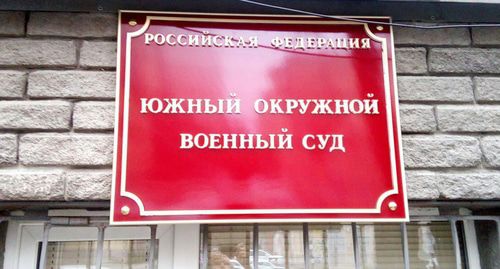 РОССИЙСКАЯ ФЕДЕРАЦИЯ
ЮЖНЫЙ ОКРУЖНОЙ
ВОЕННЫЙ СУД